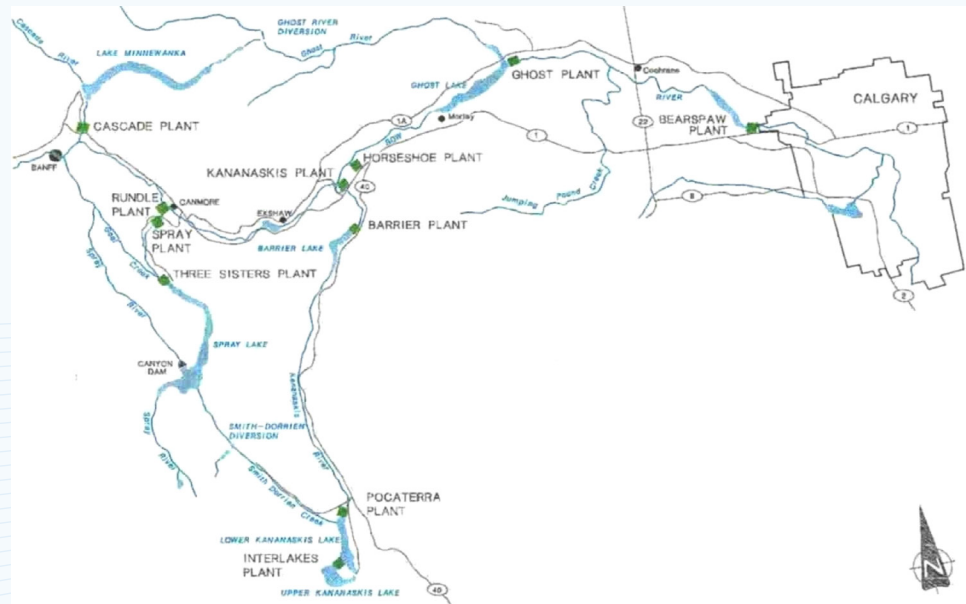 Cascade
River
LAKE MINNEWANKA
GHOST RIVER
DIVERSION
Ghost
River
GHOST LAKE
GHOST PLANT
Cochrane
RIVER
BEARSPAW
PLANT
CALGARY
CASCADE PLANT
BANFF
1A
Morley
BOW
1
22
1
HORSESHOE PLANT
KANANASKIS PLANT
40
Jumping
Pound
Creek
8
RUNDLE
PLANT
CANMORE
EXSHAW
SPRAY
PLANT
BARRIER LAKE
BARRIER PLANT
Goat
Creek
Spray
River
THREE SISTERS PLANT
2
SPRAY LAKE
CANYON
DAM
Kananaskis
River
Spray
River
SMITH-DORRIEN
DIVERSION
Smith Dorrien
Creek
POCATERRA
PLANT
LOWER KANANASKIS LAKE
INTERLAKES
PLANT
UPPER KANANASKIS LAKE
40
N